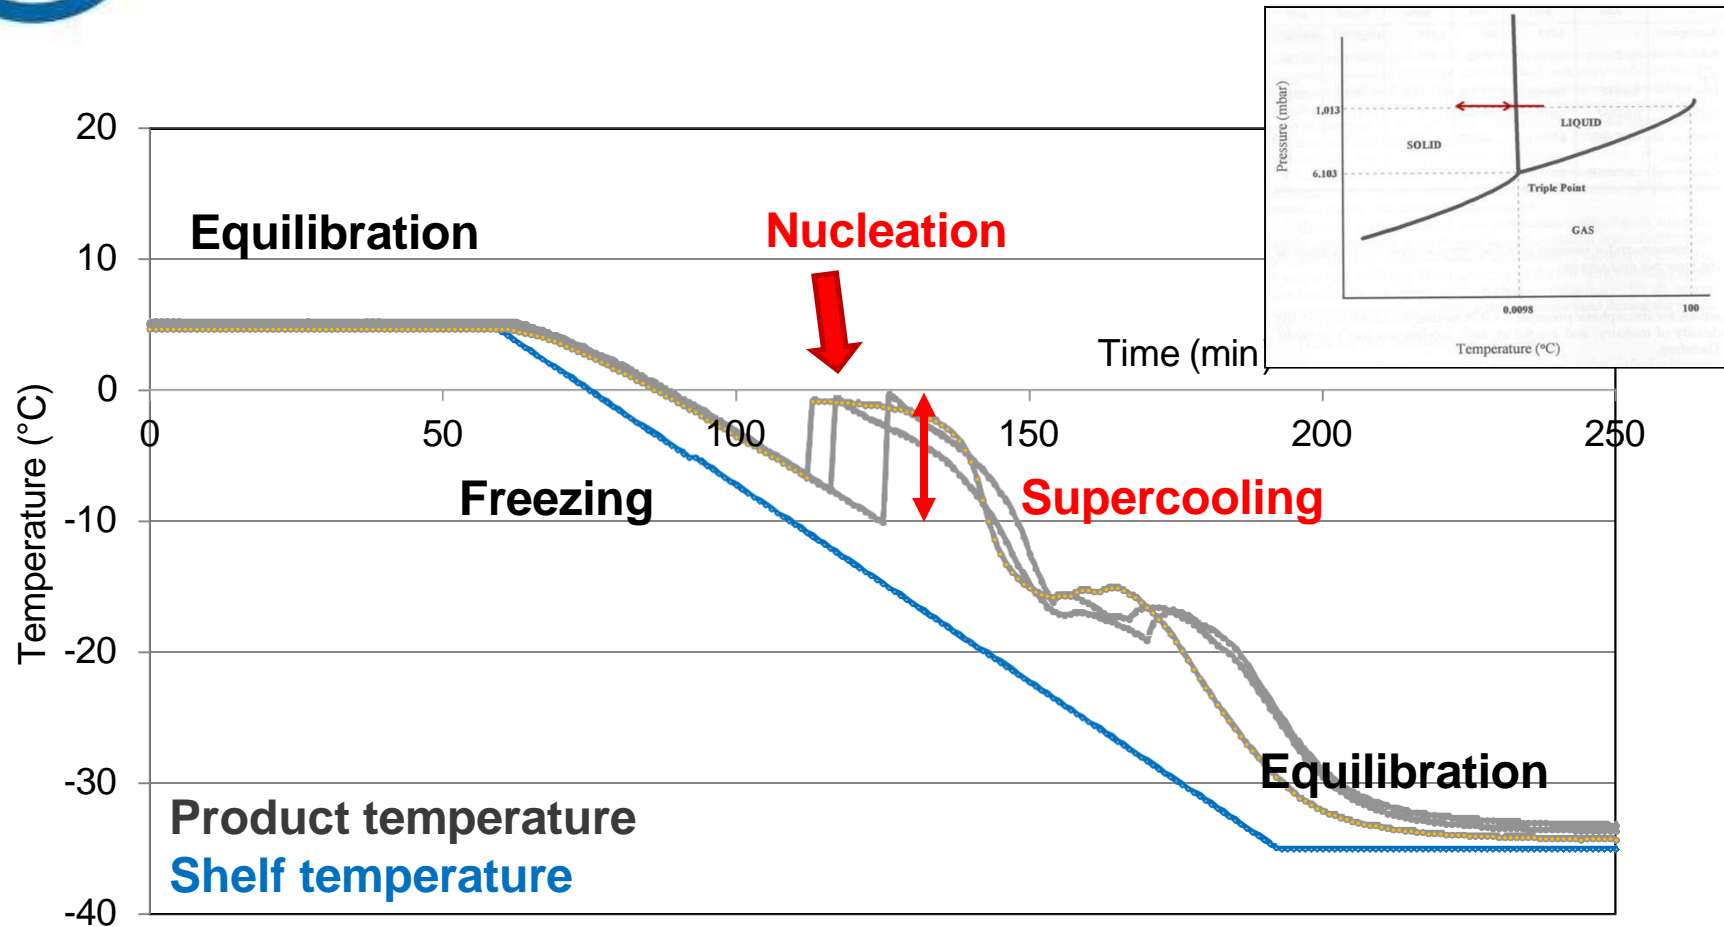 Pressure (mbar)
1,013
6.103
SOLID
LIQUID
Triple Point
GAS
0.0098
100
Temperature (°C)
20
10
0
-10
-20
-30
-40
Temperature (°C)
Equilibration
Nucleation
Time (min)
0
50
100
150
200
250
Freezing
Supercooling
Equilibration
Product temperature
Shelf temperature